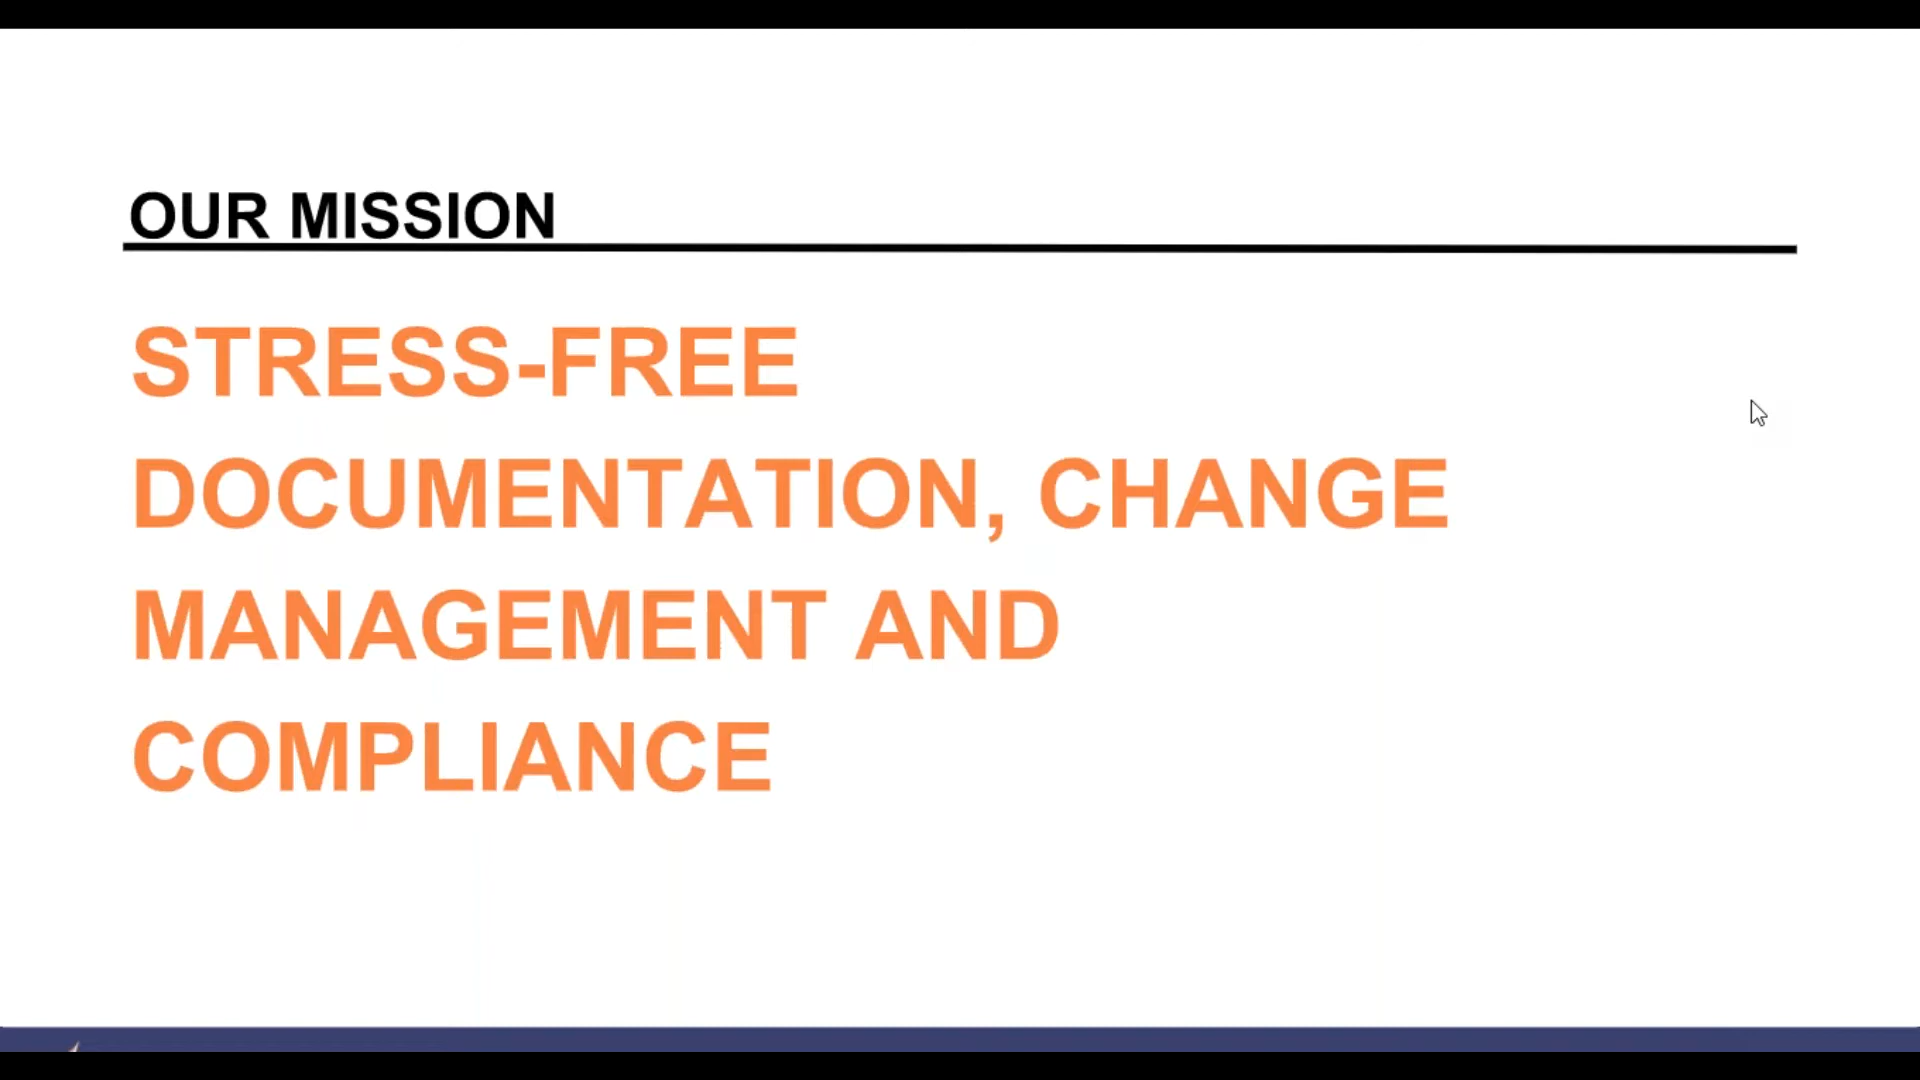 OUR MISSION
STRESS-FREE
DOCUMENTATION, CHANGE
MANAGEMENT AND
COMPLIANCE